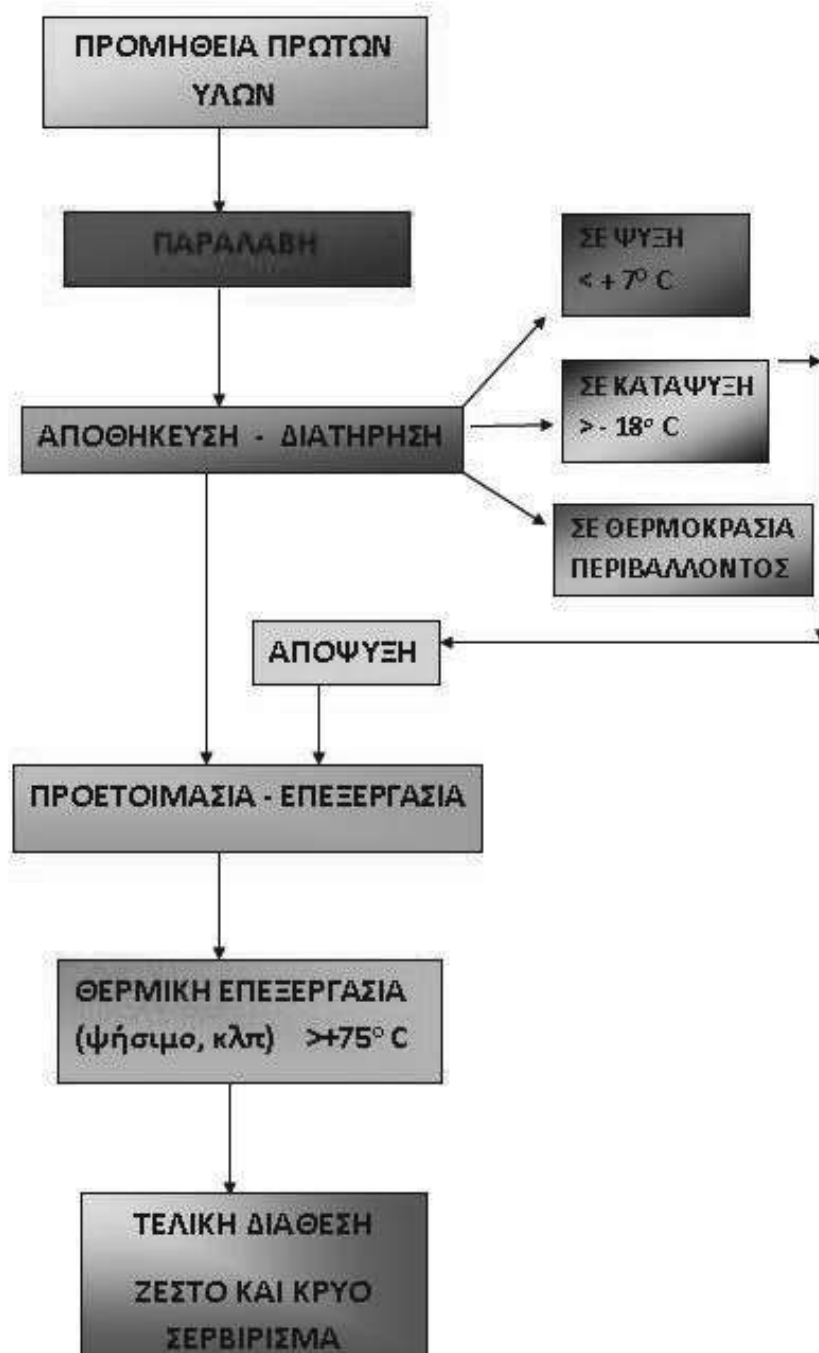 ΠΡΟΜΗΘΕΙΑ ΠΡΩΤΩΝ
ΥΛΩΝ
ΠΑΡΑΛΑΒΗ
ΣΕ ΨΥΞΗ
< + 7° C
ΑΠΟΘΗΚΕΥΣΗ - ΔΙΑΤΗΡΗΣΗ
ΣΕ ΚΑΤΑΨΥΞΗ
> - 18° C
ΣΕ ΘΕΡΜΟΚΡΑΣΙΑ
ΠΕΡΙΒΑΛΛΟΝΤΟΣ
ΑΠΟΨΥΞΗ
ΠΡΟΕΤΟΙΜΑΣΙΑ - ΕΠΕΞΕΡΓΑΣΙΑ
ΘΕΡΜΙΚΗ ΕΠΕΞΕΡΓΑΣΙΑ
(ψήσιμο, κλπ) >+75° C
ΤΕΛΙΚΗ ΔΙΑΘΕΣΗ
ΖΕΣΤΟ ΚΑΙ ΚΡΥΟ
ΣΕΡΒΙΡΙΣΜΑ